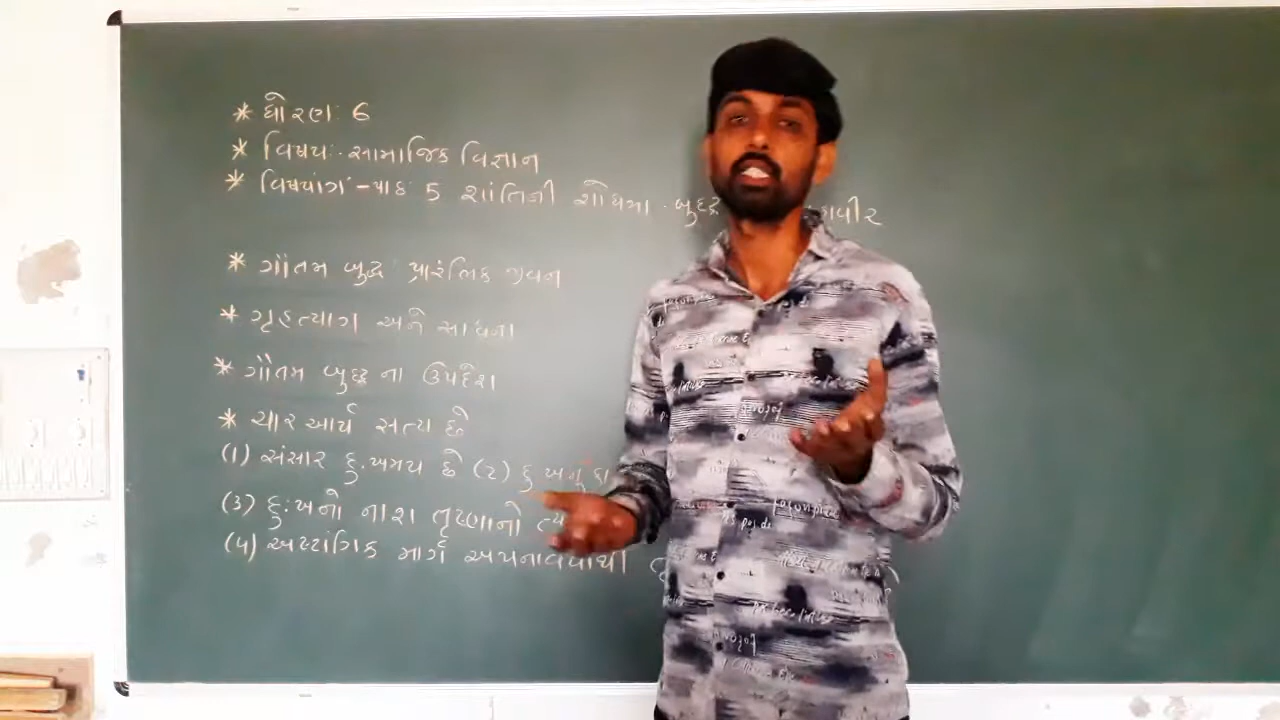 * ધોરણ: 6
* વિષય:- સામાજિક વિજ્ઞાન
* વિષયાંગ - પાઠ: 5 શાંતિની શોધમા - બુદ્ધ
* ગૌતમ બુદ્ધ: પ્રારંભિક જીવન
* ગૃહત્યાગ અને સાધના
* ગૌતમ બુદ્ધ ના ઉપદેશ
* ચાર આર્ય સત્ય છે
(1) સંસાર દુ:ખમય છે (2)
(3) દુ:ખનો નાશ તૃષ્ણાનો
(4) અષ્ટાંગિક માર્ગ અપનાવવાથી